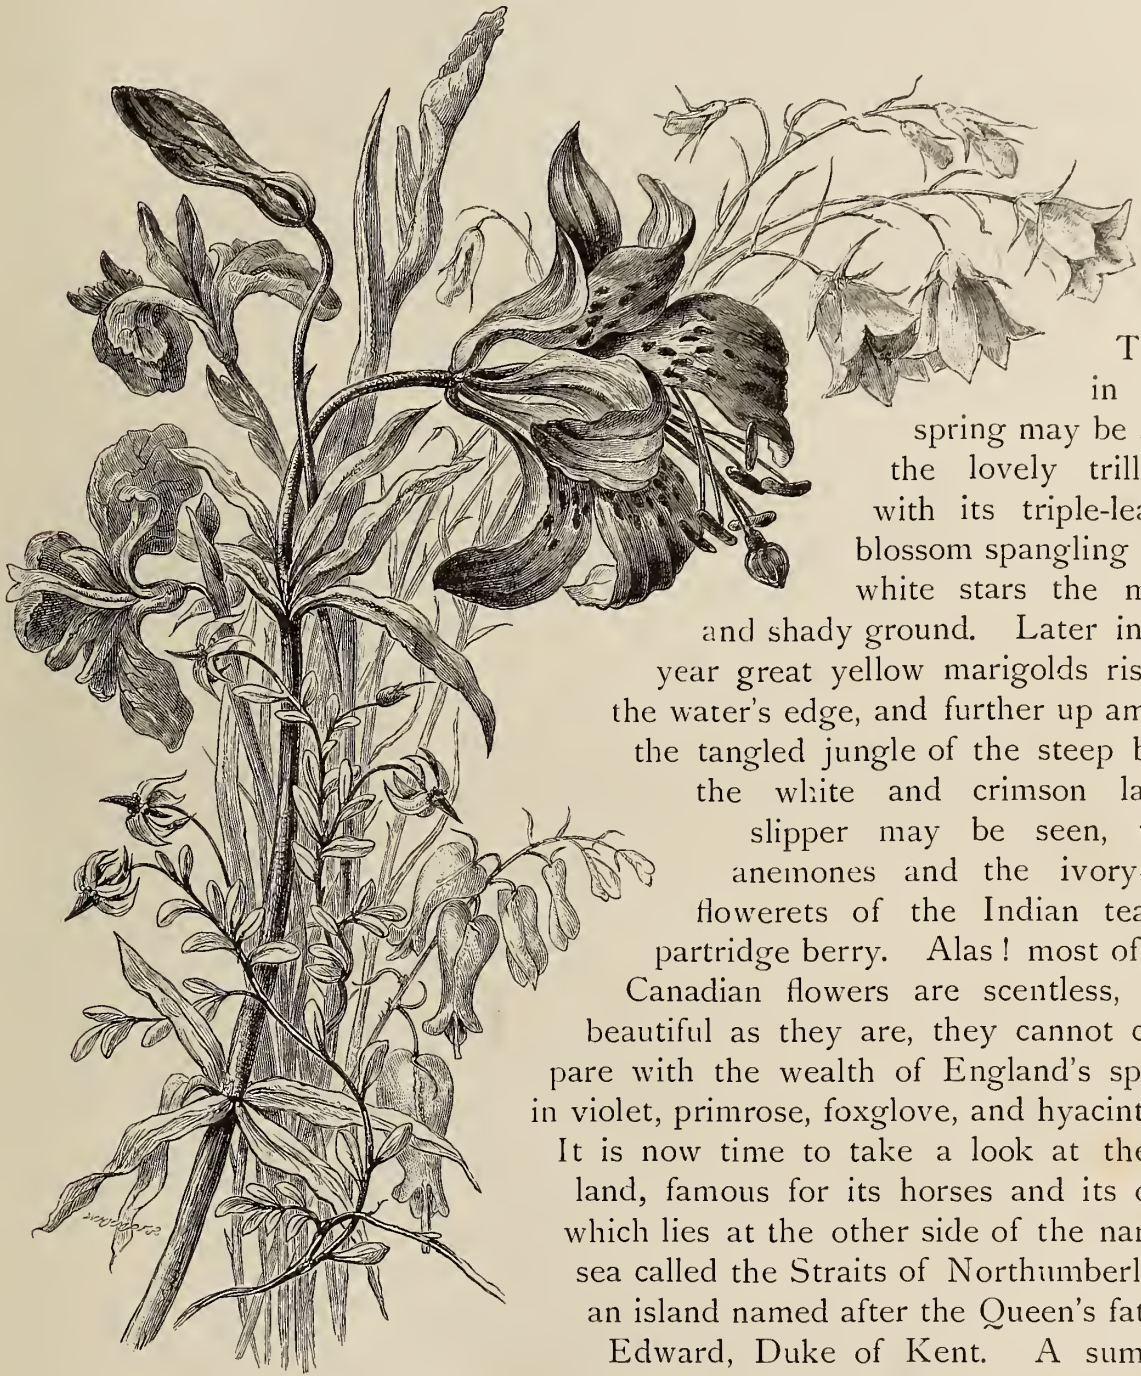 T
in
spring may be
the lovely trill
with its triple-lea
blossom spangling
white stars the m
and shady ground. Later in
year great yellow marigolds ris
the water's edge, and further up am
the tangled jungle of the steep b
the white and crimson la
slipper may be seen,
anemones and the ivory-
flowerets of the Indian tea
partridge berry. Alas! most of
Canadian flowers are scentless,
beautiful as they are, they cannot c
pare with the wealth of England's sp
in violet, primrose, foxglove, and hyacint
It is now time to take a look at the
land, famous for its horses and its o
which lies at the other side of the nar
sea called the Straits of Northumberl
an island named after the Queen's fat
Edward, Duke of Kent. A sum